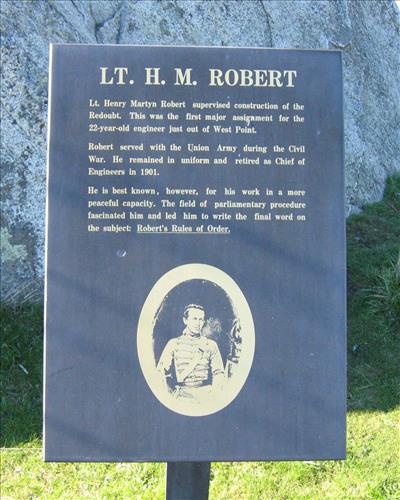 LT. H. M. ROBERT
Lt. Henry Martyn Robert supervised construction of the
Redoubt. This was the first major assignment for the
22-year-old engineer just out of West Point.
Robert served with the Union Army during the Civil
War. He remained in uniform and retired as Chief of
Engineers in 1901.
He is best known, however, for his work in a more
peaceful capacity. The field of parliamentary procedure
fascinated him and led him to write the final word on
the subject: Robert's Rules of Order.